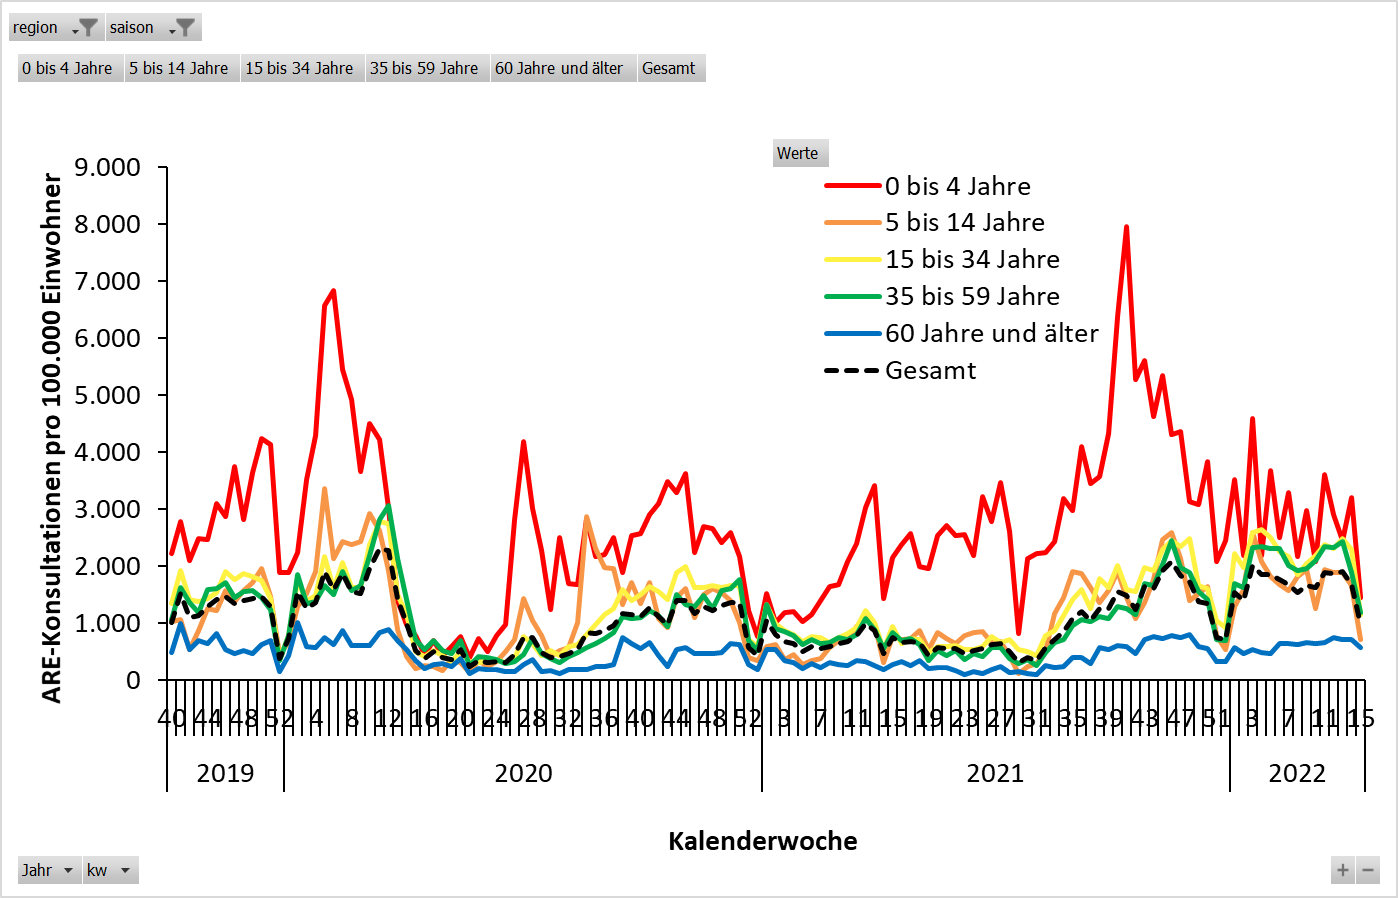 region saison
0 bis 4 Jahre 5 bis 14 Jahre 15 bis 34 Jahre 35 bis 59 Jahre 60 Jahre und älter Gesamt
Werte
ARE-Konsultationen pro 100.000 Einwohner
9.000
8.000
7.000
6.000
5.000
4.000
3.000
2.000
1.000
0
0 bis 4 Jahre
5 bis 14 Jahre
15 bis 34 Jahre
35 bis 59 Jahre
60 Jahre und älter
Gesamt
40 44 48 52 4 8 12 16 20 24 28 32 36 40 44 48 52 3 7 11 15 19 23 27 31 35 39 43 47 51 3 7 11 15
2019 2020 2021 2022
Kalenderwoche
Jahr kw + −